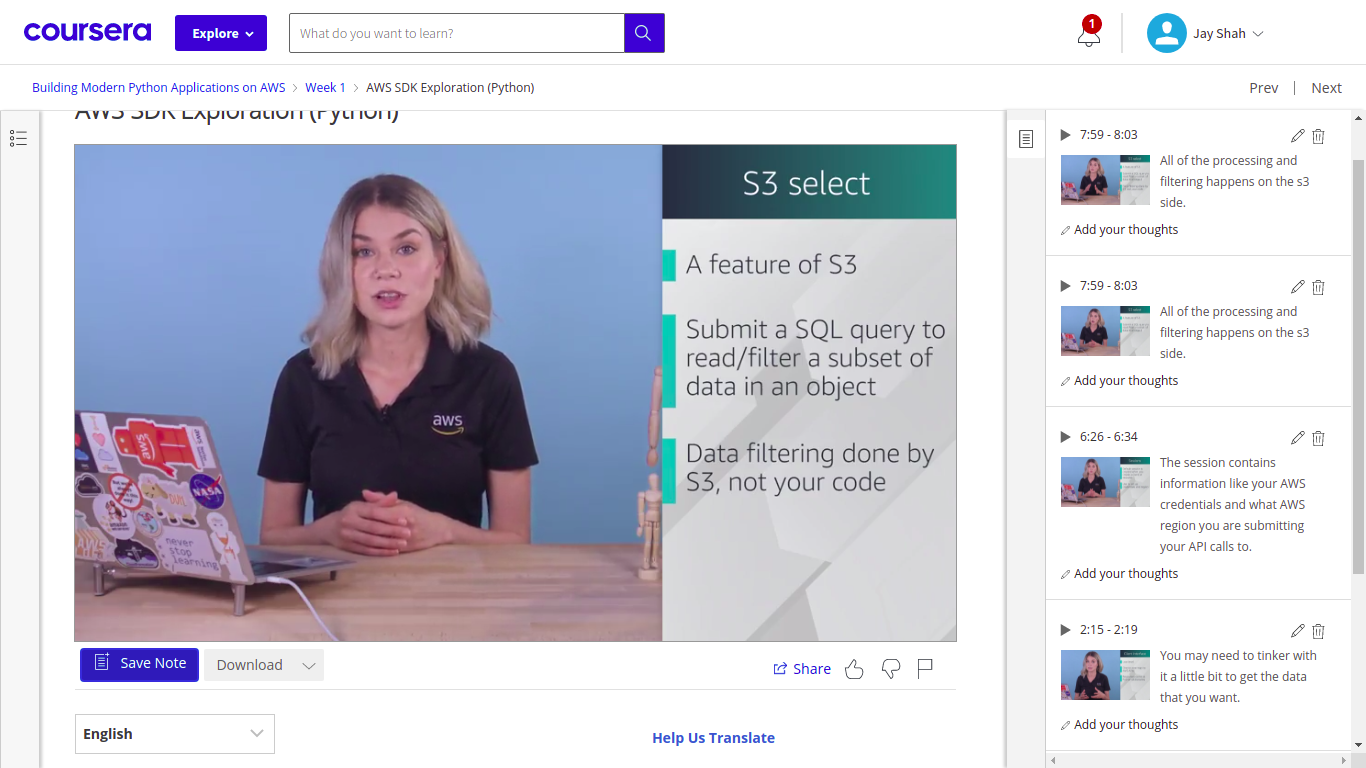 coursera
Explore
What do you want to learn?
1
Jay Shah
Building Modern Python Applications on AWS
Week 1
AWS SDK Exploration (Python)
Prev
Next
AWS SDK Exploration (Python)
S3 select
A feature of S3
Submit a SQL query to
read/filter a subset of
data in an object
Data filtering done by
S3, not your code
aws
aws
NASA
never
stop
learning
Save Note
Download
Share
English
Help Us Translate
7:59 - 8:03
All of the processing and
filtering happens on the s3
side.
Add your thoughts
7:59 - 8:03
All of the processing and
filtering happens on the s3
side.
Add your thoughts
6:26 - 6:34
The session contains
information like your AWS
credentials and what AWS
region you are submitting
your API calls to.
Add your thoughts
2:15 - 2:19
You may need to tinker with
it a little bit to get the data
that you want.
Add your thoughts